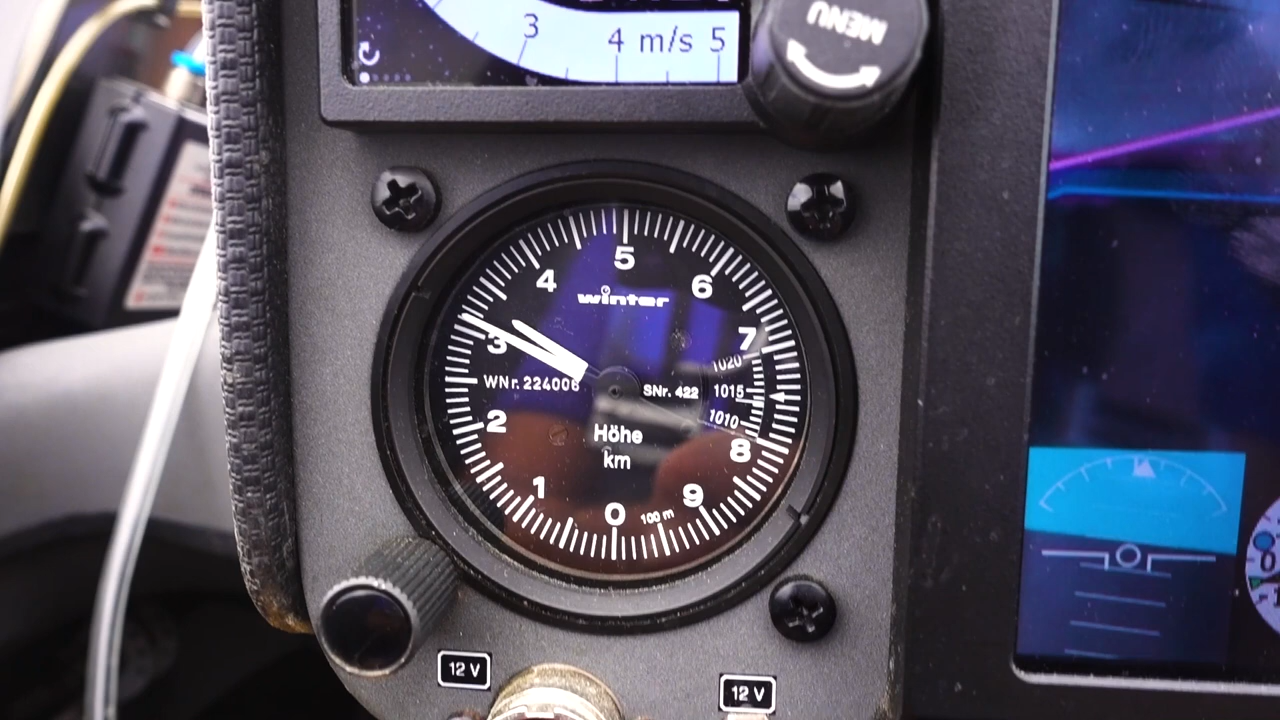 MENU
3 4 m/s 5
5
4 6
winter
3 7
1020
WNr. 224006 SNr. 422 1015
2 1010
Höhe 8
km
1 9
0 100 m
12 V 12 V